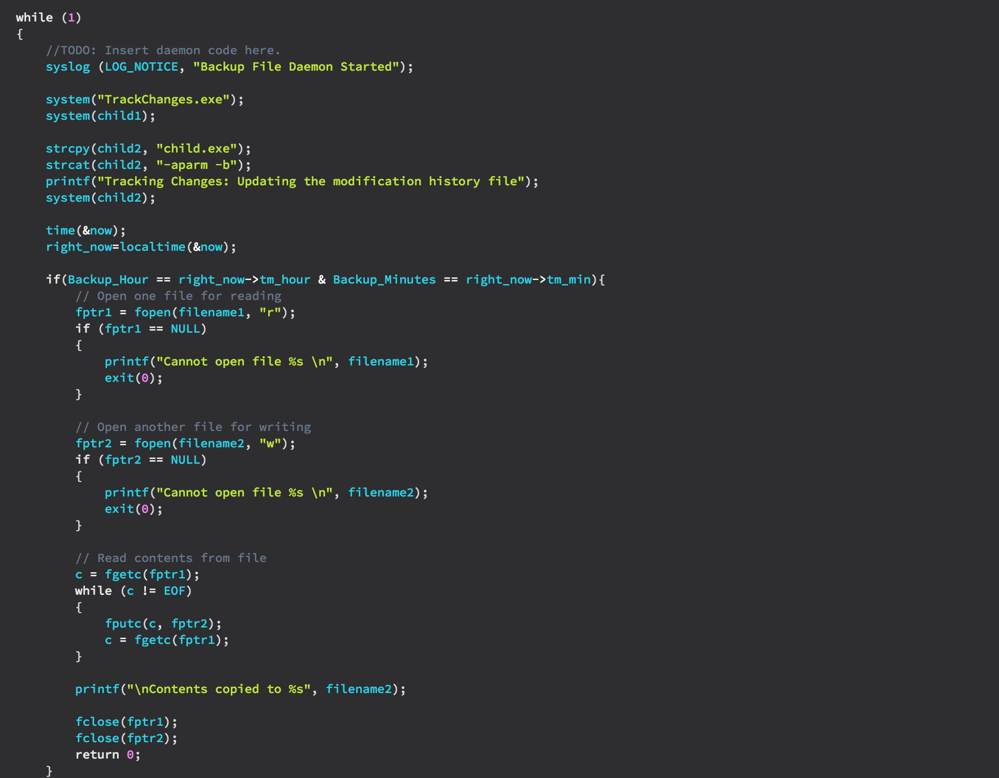 while (1)
{
    //TODO: Insert daemon code here.
    syslog (LOG_NOTICE, "Backup File Daemon Started");

    system("TrackChanges.exe");
    system(child1);

    strcpy(child2, "child.exe");
    strcat(child2, "-aparm -b");
    printf("Tracking Changes: Updating the modification history file");
    system(child2);

    time(&now);
    right_now=localtime(&now);

    if(Backup_Hour == right_now->tm_hour & Backup_Minutes == right_now->tm_min){
        // Open one file for reading
        fptr1 = fopen(filename1, "r");
        if (fptr1 == NULL)
        {
            printf("Cannot open file %s \n", filename1);
            exit(0);
        }

        // Open another file for writing
        fptr2 = fopen(filename2, "w");
        if (fptr2 == NULL)
        {
            printf("Cannot open file %s \n", filename2);
            exit(0);
        }

        // Read contents from file
        c = fgetc(fptr1);
        while (c != EOF)
        {
            fputc(c, fptr2);
            c = fgetc(fptr1);
        }

        printf("\nContents copied to %s", filename2);

        fclose(fptr1);
        fclose(fptr2);
        return 0;
    }